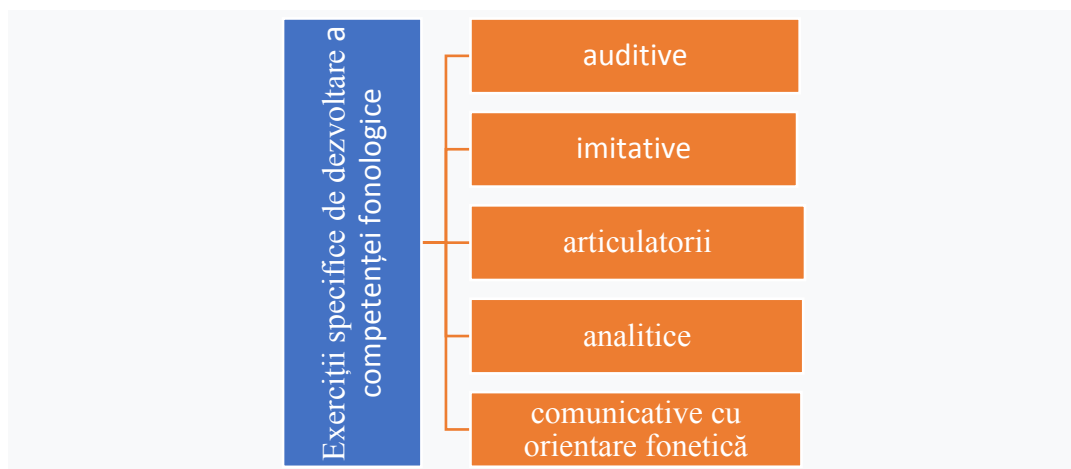 Exerciții specifice de dezvoltare a
competenței fonologice
auditive
imitative
articulatorii
analitice
comunicative cu
orientare fonetică